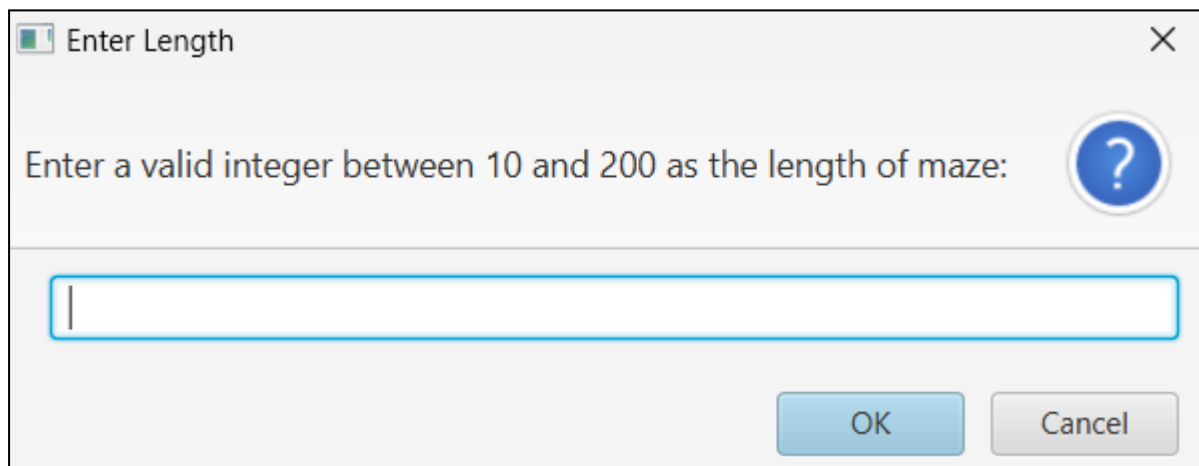 Enter Length
Enter a valid integer between 10 and 200 as the length of maze:
?
OK Cancel